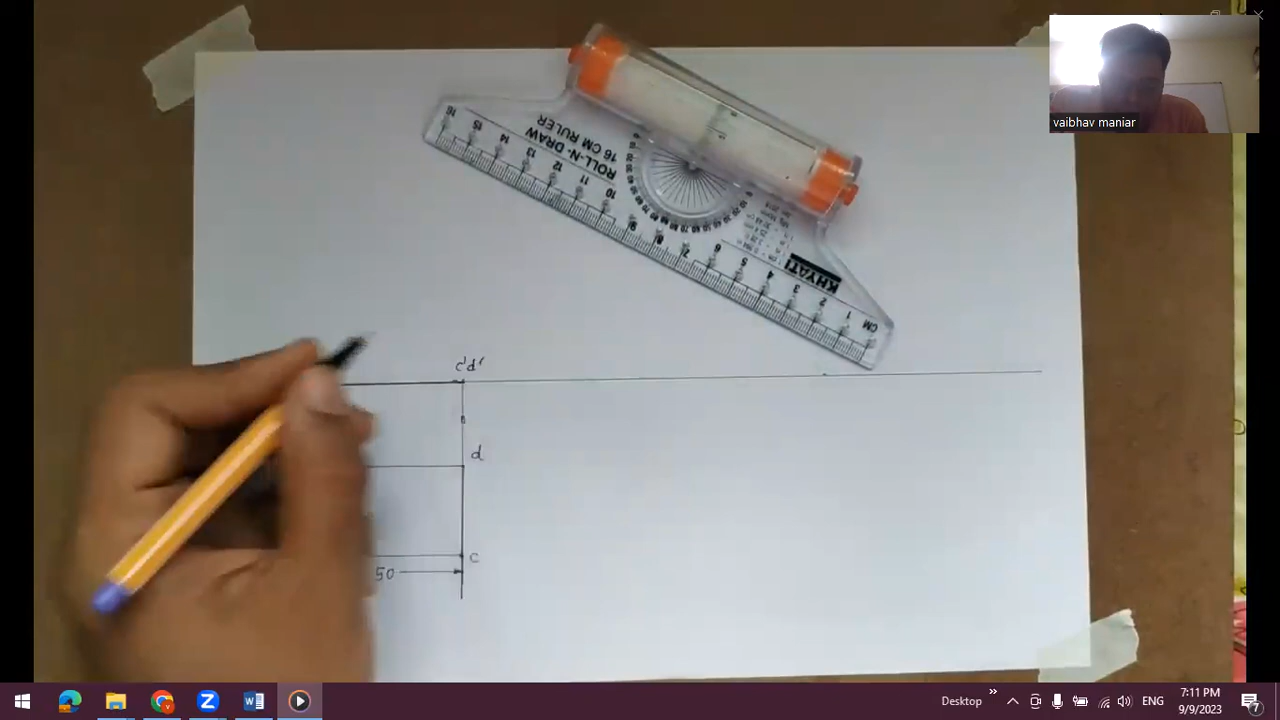 vaibhav maniar
ROLL-N-DRAW
16 CM RULER
16 15 14 13 12 11 10 9 8 7 6 5 4 3 2 1 CM
KHYATI
c'd'
d
c
50
Desktop
ENG
7:11 PM
9/9/2023
7